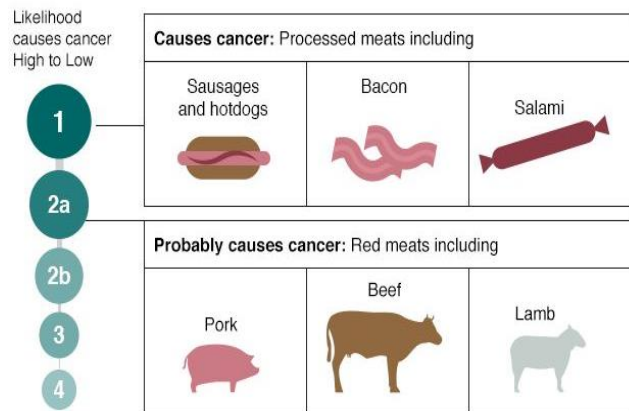 Likelihood
causes cancer
High to Low
Causes cancer: Processed meats including
Sausages
and hotdogs
Bacon
Salami
1
2a
Probably causes cancer: Red meats including
2b
Pork
Beef
Lamb
3
4